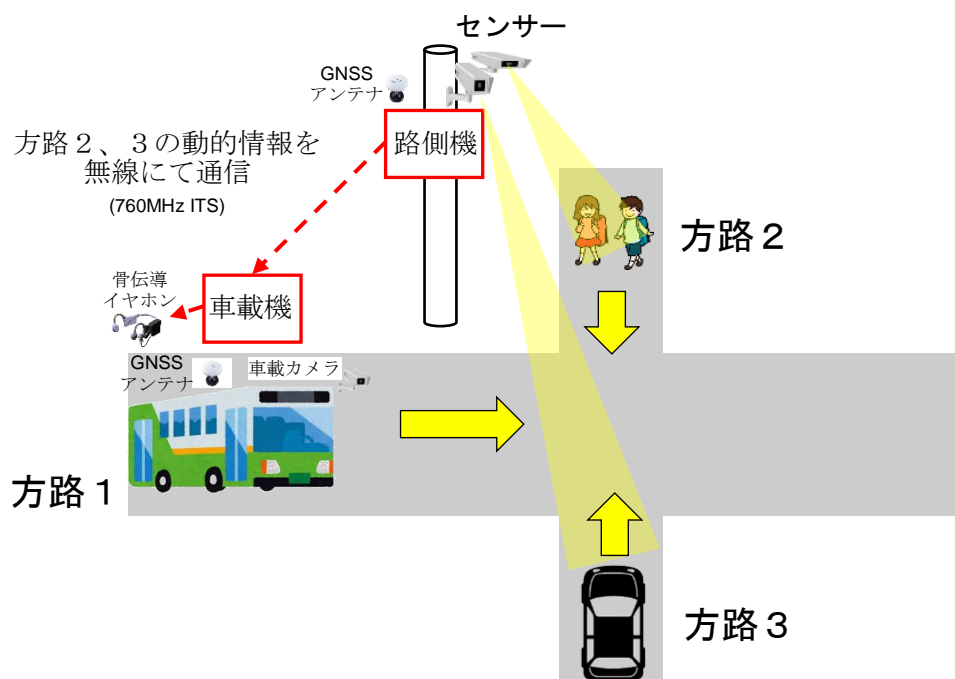 センサー
GNSS
アンテナ
路側機
方路２、３の動的情報を
無線にて通信
(760MHz ITS)
方路２
骨伝導
イヤホン
車載機
GNSS
アンテナ
車載カメラ
方路１
方路３